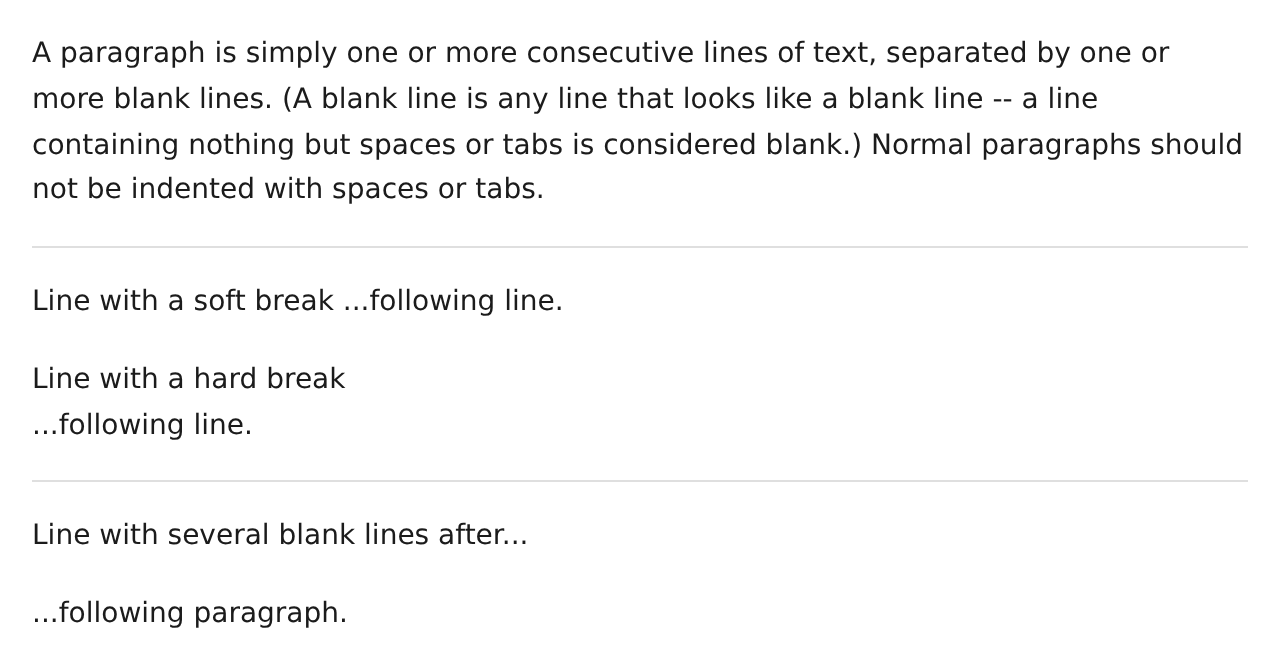 A paragraph is simply one or more consecutive lines of text, separated by one or
more blank lines. (A blank line is any line that looks like a blank line -- a line
containing nothing but spaces or tabs is considered blank.) Normal paragraphs should
not be indented with spaces or tabs.
Line with a soft break ...following line.
Line with a hard break
...following line.
Line with several blank lines after...
...following paragraph.